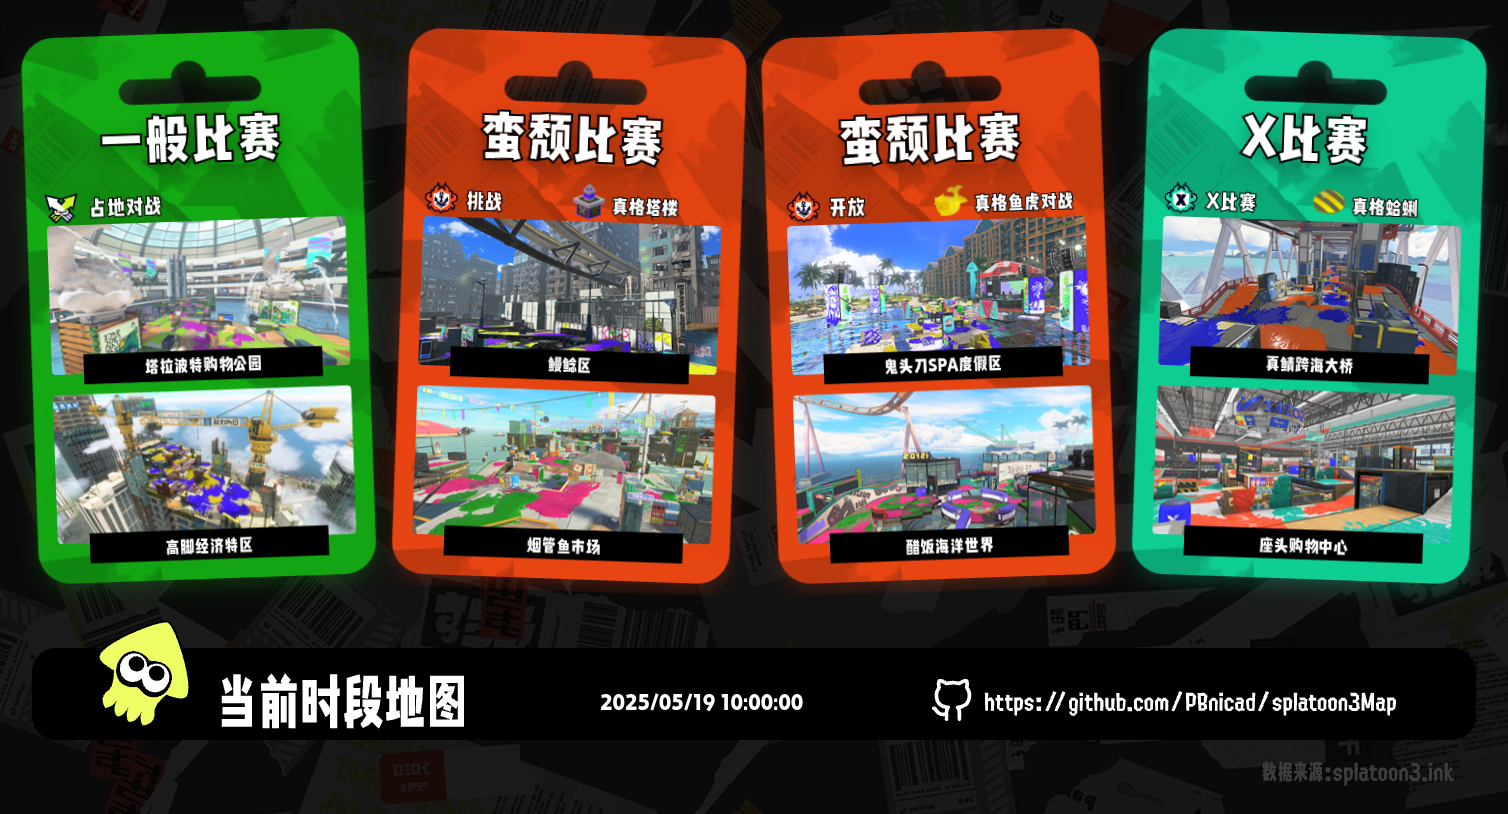 一般比赛
占地对战
塔拉波特购物公园
高脚经济特区
蛮颓比赛
挑战
真格塔楼
鳗鲶区
烟管鱼市场
蛮颓比赛
开放
真格鱼虎对战
鬼头刀SPA度假区
醋饭海洋世界
X比赛
X比赛
真格蛤蜊
真鲭跨海大桥
座头购物中心
当前时段地图
2025/05/19 10:00:00
https://github.com/PBnicad/splatoon3Map
数据来源:splatoon3.ink